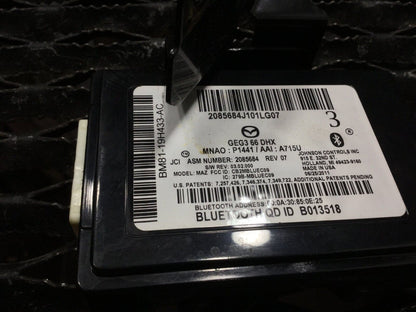 2085684J101LG07
3
GEG3 66 DHX
MNAO : P1441 / AAI : A715U
JCI ASM NUMBER: 2085684 REV 07
S/W REV: 03.02.000
MODEL: MAZ FCC ID: CB2MBLUEC09
IC: 279B-MBLUEC09
JOHNSON CONTROLS INC
915 E. 32ND ST.
HOLLAND, MI 49423-9160
MADE IN USA
06/25/2011
U.S. PATENTS: 7,257,426, 7,346,374, 7,349,722, ADDITIONAL PATENTS PENDING
BLUETOOTH ADDRESS: 00:0A:30:85:0E:25
BLUETOOTH QD ID B013518
BM81-19H433-AC